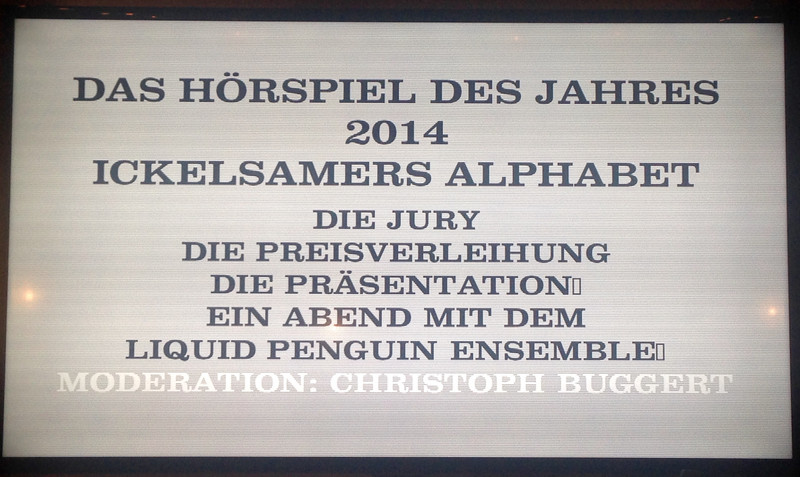 DAS HÖRSPIEL DES JAHRES
2014
ICKELSAMERS ALPHABET
DIE JURY
DIE PREISVERLEIHUNG
DIE PRÄSENTATION▯
EIN ABEND MIT DEM
LIQUID PENGUIN ENSEMBLE▯
MODERATION: CHRISTOPH BUGGERT